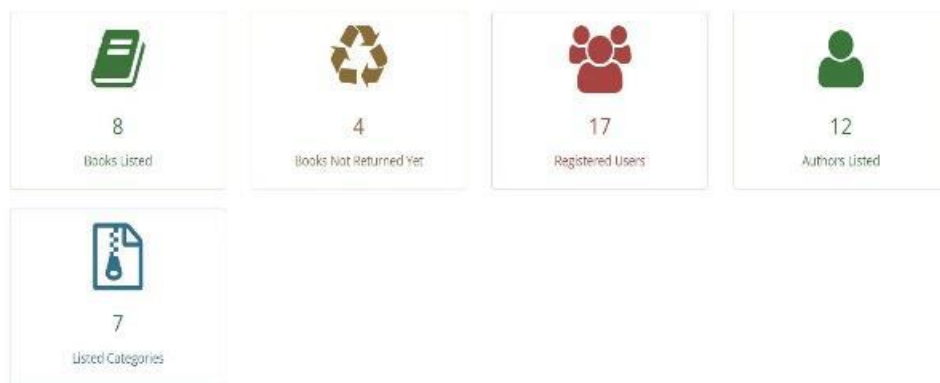 8
Books Listed
4
Books Not Returned Yet
17
Registered Users
12
Authors Listed
7
Listed Categories